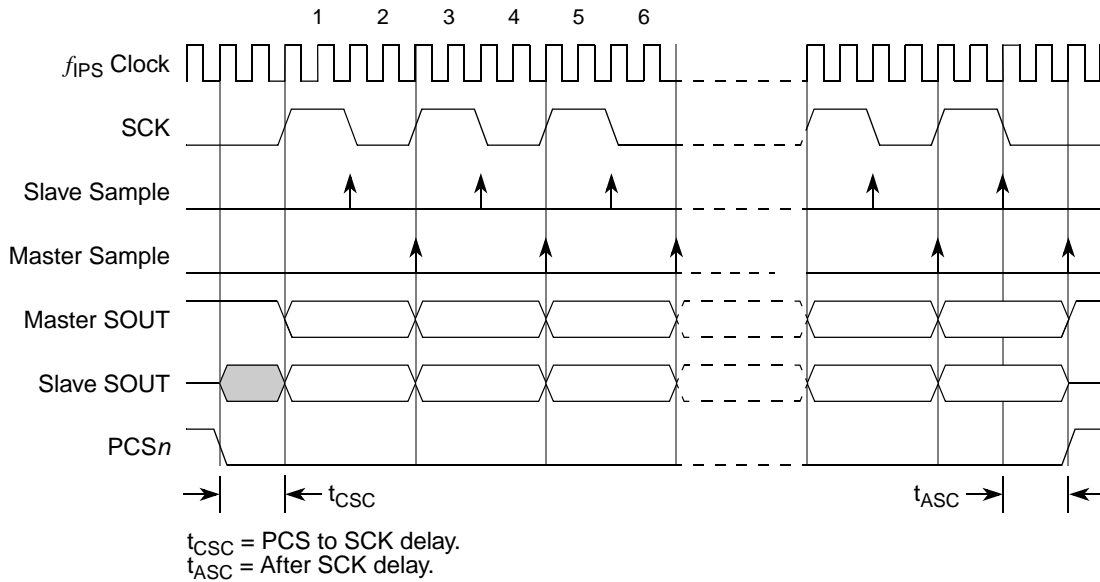 1 2 3 4 5 6
fIPS Clock
SCK
Slave Sample
Master Sample
Master SOUT
Slave SOUT
PCSn
tCSC
tASC
tCSC = PCS to SCK delay.
tASC = After SCK delay.